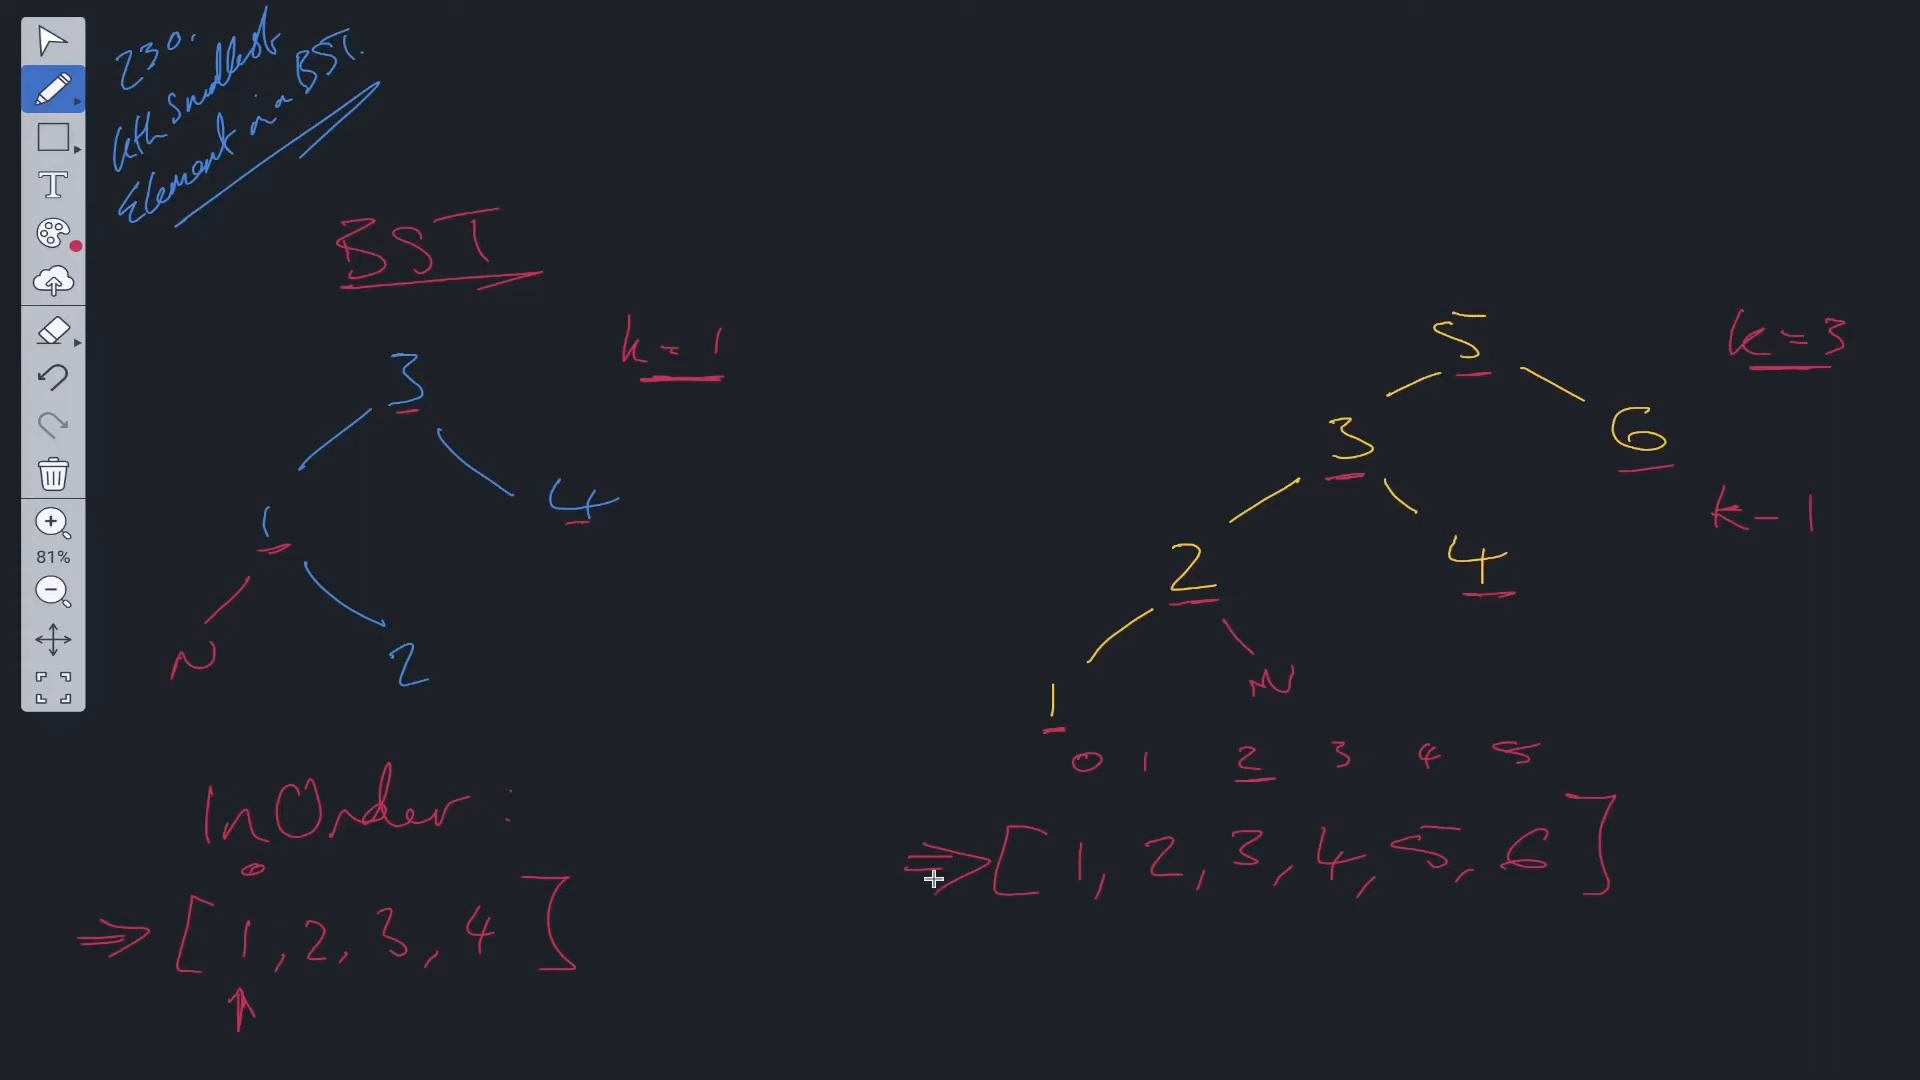 230.
kth Smallest
Element in a BST.
BST
k = 1
3
1
4
N
2
InOrder:
0
=> [1, 2, 3, 4]
k = 3
5
3
6
k - 1
2
4
1
N
0 1 2 3 4 5
=> [1, 2, 3, 4, 5, 6]
T
81%